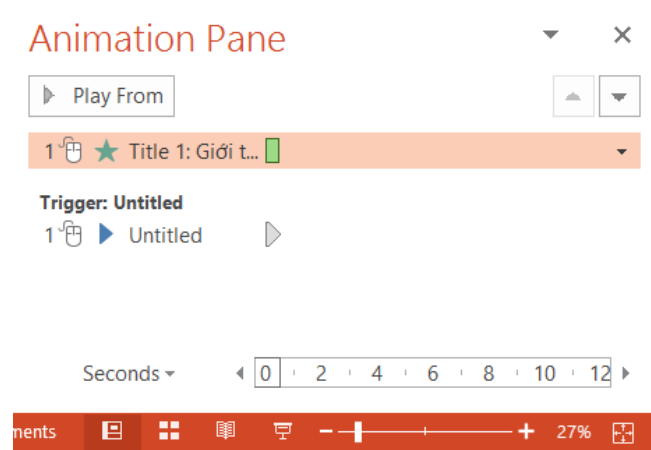 Animation Pane
Play From
1 Title 1: Giới t...
Trigger: Untitled
1 Untitled
Seconds 0 2 4 6 8 10 12
ments 27%